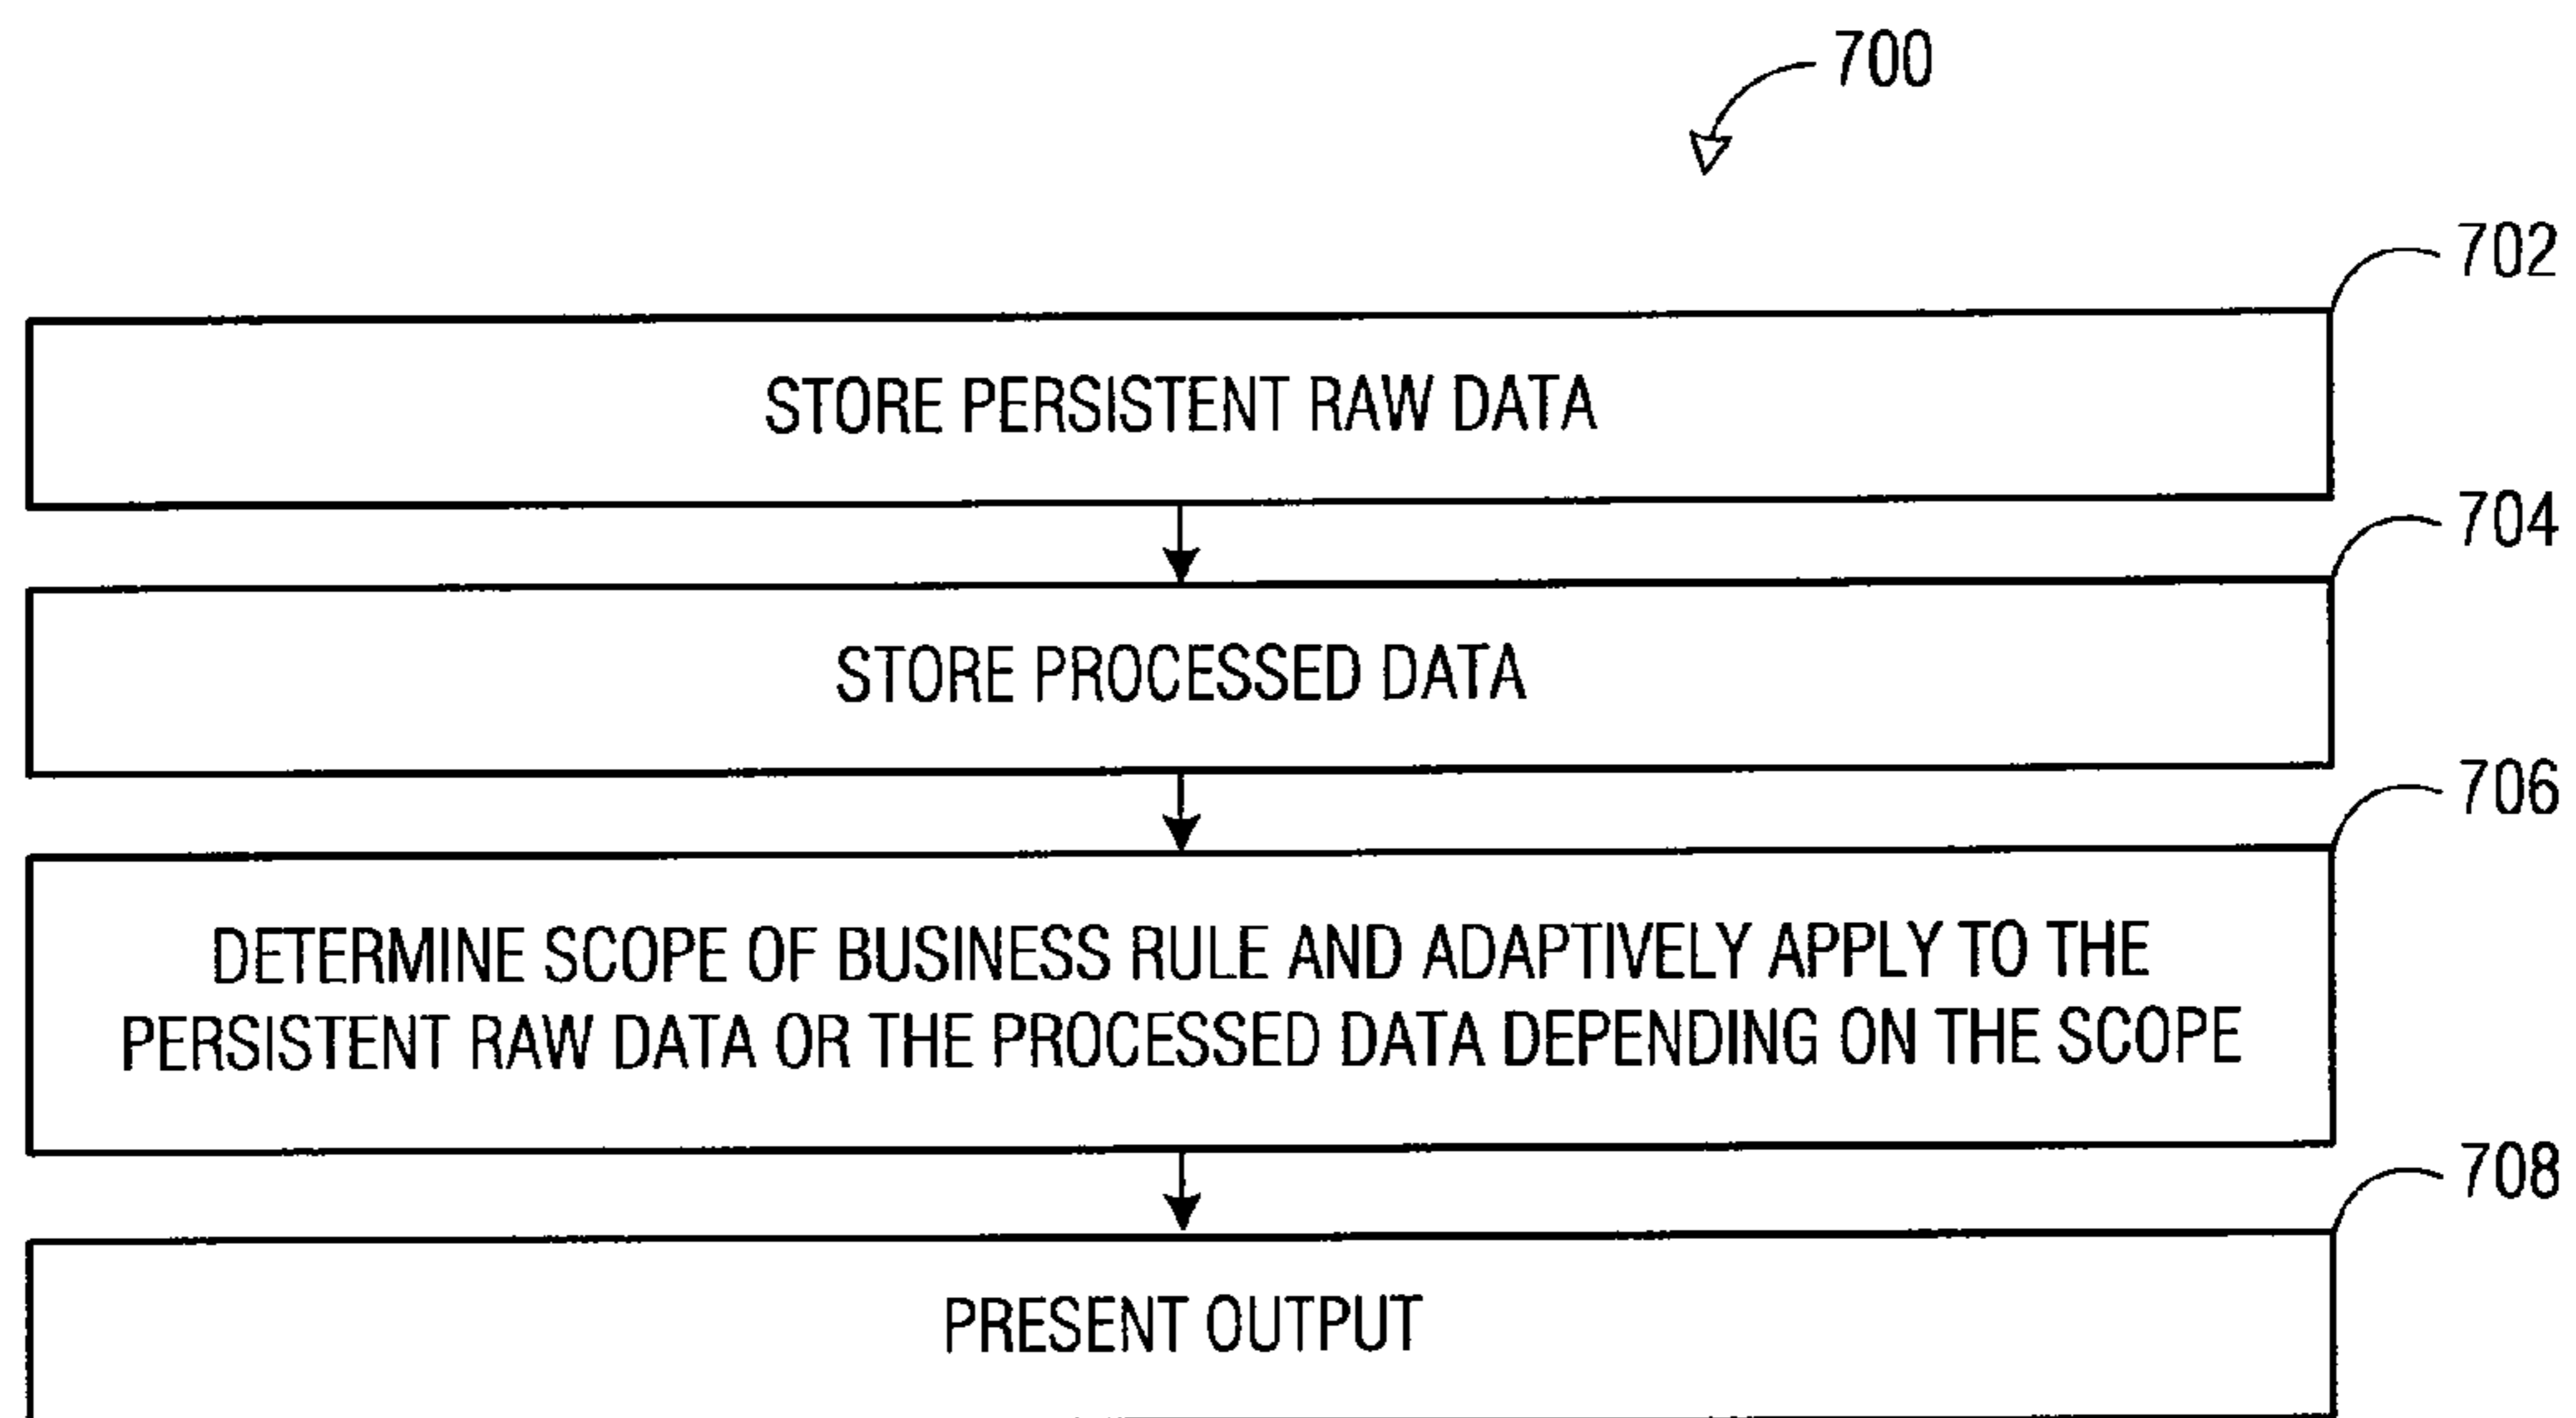 700
702
STORE PERSISTENT RAW DATA
704
STORE PROCESSED DATA
706
DETERMINE SCOPE OF BUSINESS RULE AND ADAPTIVELY APPLY TO THE
PERSISTENT RAW DATA OR THE PROCESSED DATA DEPENDING ON THE SCOPE
708
PRESENT OUTPUT